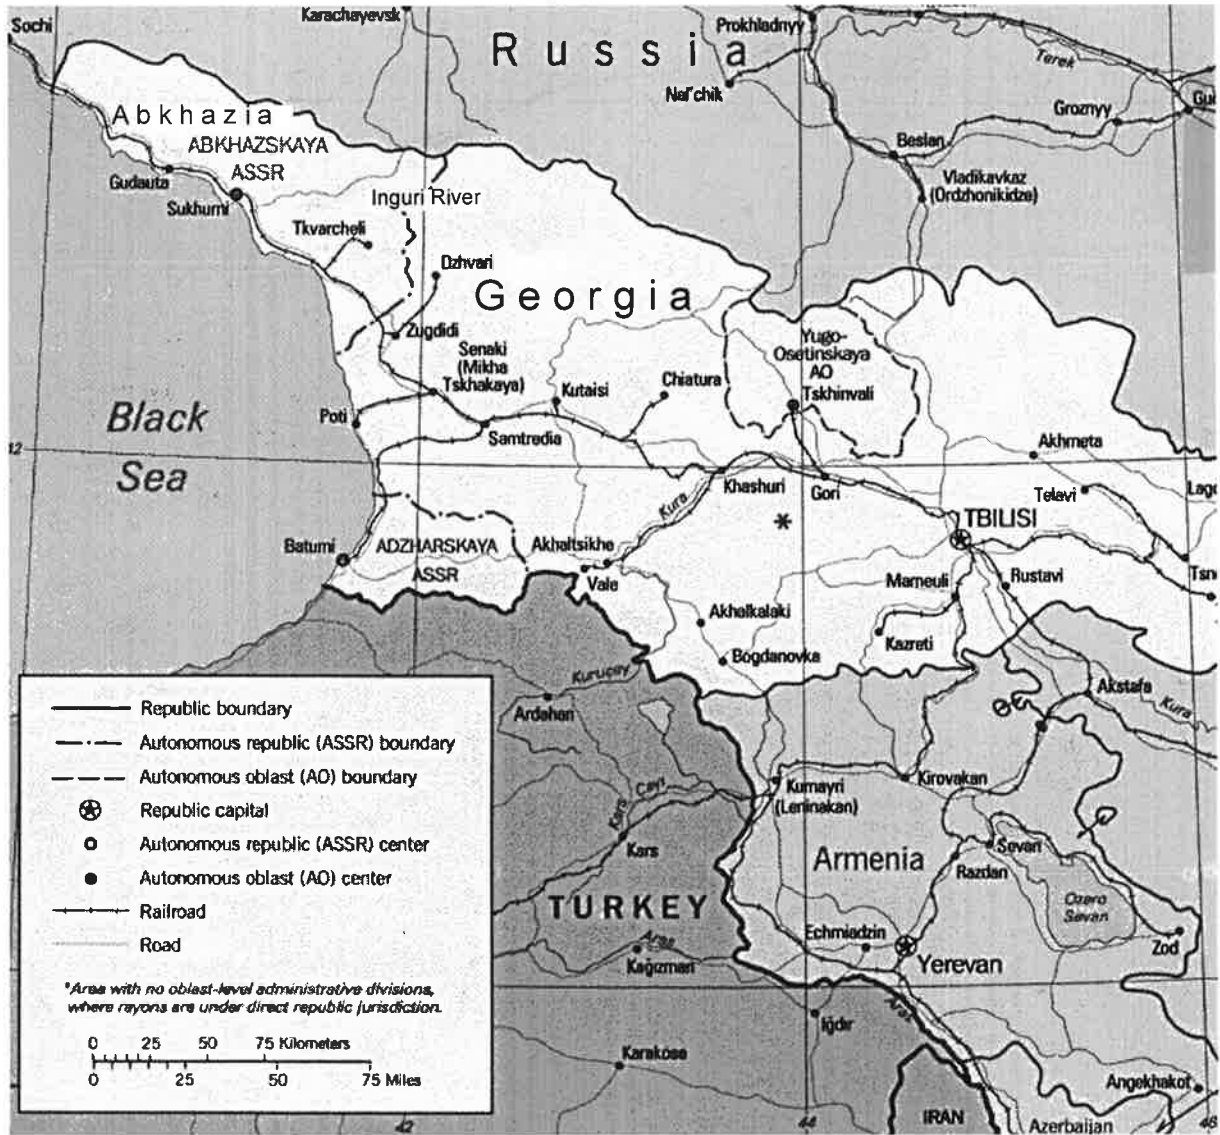 Sochi
Karachayevsk
Russia
Prokhladnyy
Terek
Nal'chik
Groznyy
Abkhazia
ABKHAZSKAYA
ASSR
Beslan
Gudauta
Vladikavkaz
(Ordzhonikidze)
Sukhumi
Inguri River
Tkvarcheli
Dzhvari
Georgia
Zugdidi
Yugo-
Osetinskaya
AO
Senaki
(Mikha
Tskhakaya)
Chiatura
Kutaisi
Tskhinvali
Black
Sea
Poti
Samtredia
Akhmeta
42
Khashuri
Gori
Telavi
Kura
*
TBILISI
Batumi
ADZHARSKAYA
ASSR
Akhaltsikhe
Vale
Marneuli
Rustavi
Akhalkalaki
Kazreti
Bogdanovka
Akstafa
Kura
Ardahan
Kumayri
(Leninakan)
Kirovakan
Kara
Kars
Armenia
Sevan
Razdan
Ozero
Sevan
TURKEY
Echmiadzin
Zod
Aras
Kağızman
Yerevan
Iğdır
Karaköse
Angekhakot
IRAN
Azerbaijan
42
44
Republic boundary
Autonomous republic (ASSR) boundary
Autonomous oblast (AO) boundary
Republic capital
Autonomous republic (ASSR) center
Autonomous oblast (AO) center
Railroad
Road
*Area with no oblast-level administrative divisions,
where rayons are under direct republic jurisdiction.
0 25 50 75 Kilometers
0 25 50 75 Miles